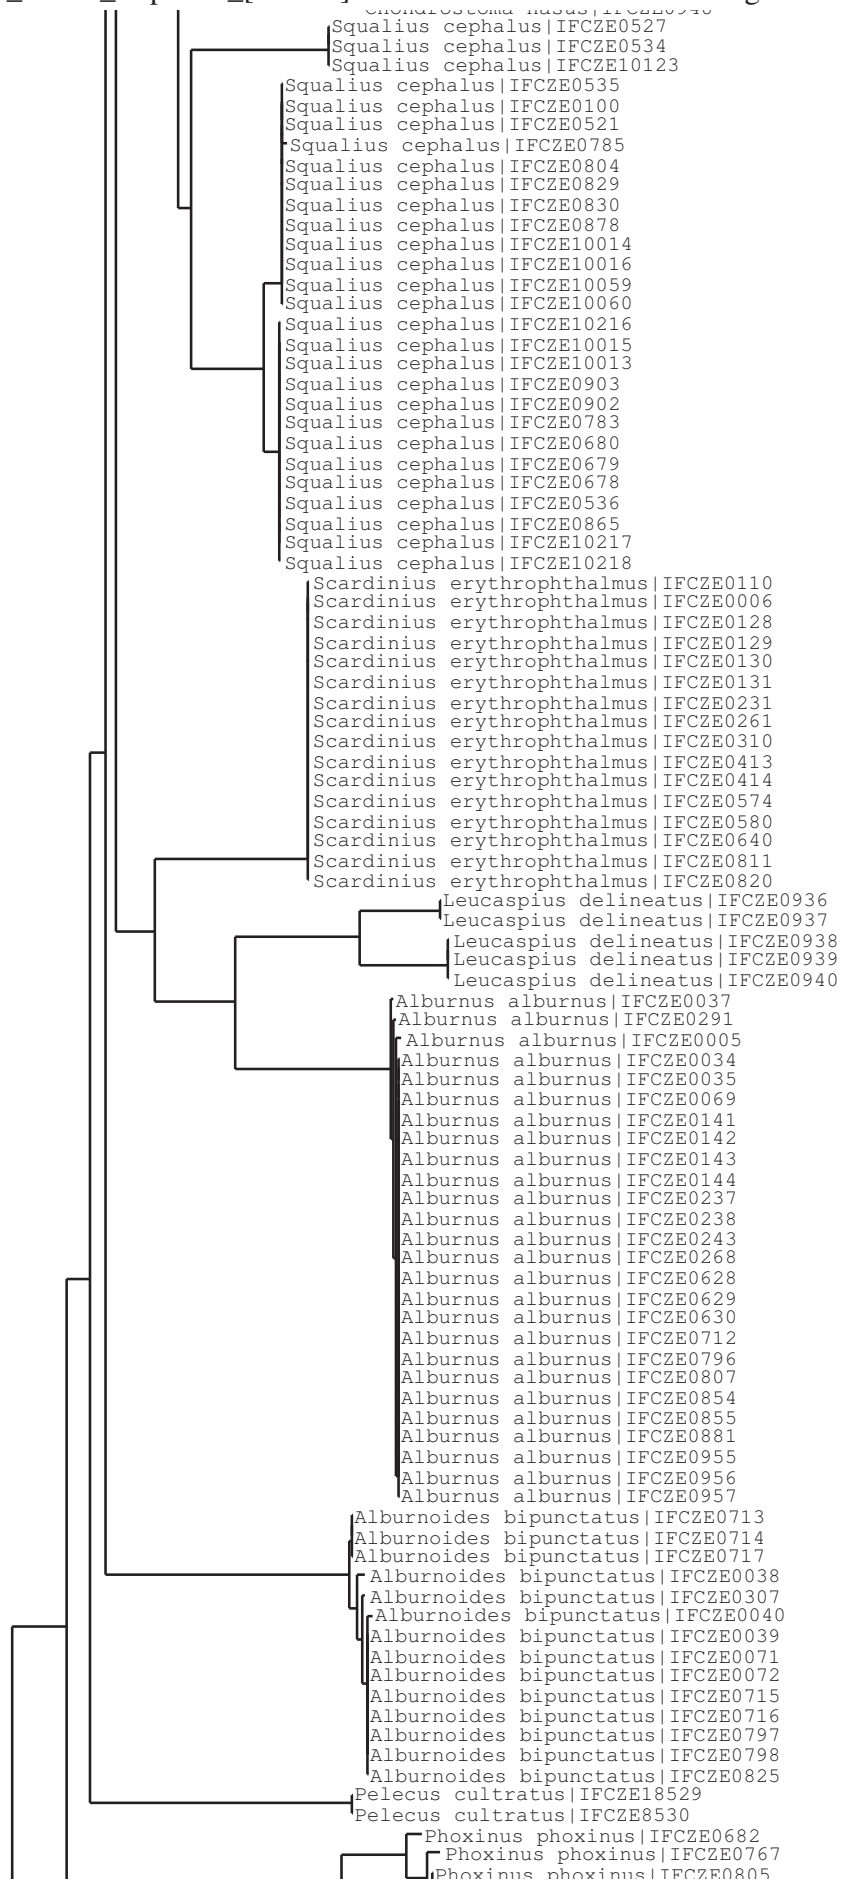 Squalius cephalus|IFCZE0527
Squalius cephalus|IFCZE0534
Squalius cephalus|IFCZE10123
Squalius cephalus|IFCZE0535
Squalius cephalus|IFCZE0100
Squalius cephalus|IFCZE0521
Squalius cephalus|IFCZE0785
Squalius cephalus|IFCZE0804
Squalius cephalus|IFCZE0829
Squalius cephalus|IFCZE0830
Squalius cephalus|IFCZE0878
Squalius cephalus|IFCZE10014
Squalius cephalus|IFCZE10016
Squalius cephalus|IFCZE10059
Squalius cephalus|IFCZE10060
Squalius cephalus|IFCZE10216
Squalius cephalus|IFCZE10015
Squalius cephalus|IFCZE10013
Squalius cephalus|IFCZE0903
Squalius cephalus|IFCZE0902
Squalius cephalus|IFCZE0783
Squalius cephalus|IFCZE0680
Squalius cephalus|IFCZE0679
Squalius cephalus|IFCZE0678
Squalius cephalus|IFCZE0536
Squalius cephalus|IFCZE0865
Squalius cephalus|IFCZE10217
Squalius cephalus|IFCZE10218
Scardinius erythrophthalmus|IFCZE0110
Scardinius erythrophthalmus|IFCZE0006
Scardinius erythrophthalmus|IFCZE0128
Scardinius erythrophthalmus|IFCZE0129
Scardinius erythrophthalmus|IFCZE0130
Scardinius erythrophthalmus|IFCZE0131
Scardinius erythrophthalmus|IFCZE0231
Scardinius erythrophthalmus|IFCZE0261
Scardinius erythrophthalmus|IFCZE0310
Scardinius erythrophthalmus|IFCZE0413
Scardinius erythrophthalmus|IFCZE0414
Scardinius erythrophthalmus|IFCZE0574
Scardinius erythrophthalmus|IFCZE0580
Scardinius erythrophthalmus|IFCZE0640
Scardinius erythrophthalmus|IFCZE0811
Scardinius erythrophthalmus|IFCZE0820
Leucaspius delineatus|IFCZE0936
Leucaspius delineatus|IFCZE0937
Leucaspius delineatus|IFCZE0938
Leucaspius delineatus|IFCZE0939
Leucaspius delineatus|IFCZE0940
Alburnus alburnus|IFCZE0037
Alburnus alburnus|IFCZE0291
Alburnus alburnus|IFCZE0005
Alburnus alburnus|IFCZE0034
Alburnus alburnus|IFCZE0035
Alburnus alburnus|IFCZE0069
Alburnus alburnus|IFCZE0141
Alburnus alburnus|IFCZE0142
Alburnus alburnus|IFCZE0143
Alburnus alburnus|IFCZE0144
Alburnus alburnus|IFCZE0237
Alburnus alburnus|IFCZE0238
Alburnus alburnus|IFCZE0243
Alburnus alburnus|IFCZE0268
Alburnus alburnus|IFCZE0628
Alburnus alburnus|IFCZE0629
Alburnus alburnus|IFCZE0630
Alburnus alburnus|IFCZE0712
Alburnus alburnus|IFCZE0796
Alburnus alburnus|IFCZE0807
Alburnus alburnus|IFCZE0854
Alburnus alburnus|IFCZE0855
Alburnus alburnus|IFCZE0881
Alburnus alburnus|IFCZE0955
Alburnus alburnus|IFCZE0956
Alburnus alburnus|IFCZE0957
Alburnoides bipunctatus|IFCZE0713
Alburnoides bipunctatus|IFCZE0714
Alburnoides bipunctatus|IFCZE0717
Alburnoides bipunctatus|IFCZE0038
Alburnoides bipunctatus|IFCZE0307
Alburnoides bipunctatus|IFCZE0040
Alburnoides bipunctatus|IFCZE0039
Alburnoides bipunctatus|IFCZE0071
Alburnoides bipunctatus|IFCZE0072
Alburnoides bipunctatus|IFCZE0715
Alburnoides bipunctatus|IFCZE0716
Alburnoides bipunctatus|IFCZE0797
Alburnoides bipunctatus|IFCZE0798
Alburnoides bipunctatus|IFCZE0825
Pelecus cultratus|IFCZE18529
Pelecus cultratus|IFCZE8530
Phoxinus phoxinus|IFCZE0682
Phoxinus phoxinus|IFCZE0767
Phoxinus phoxinus|IFCZE0805